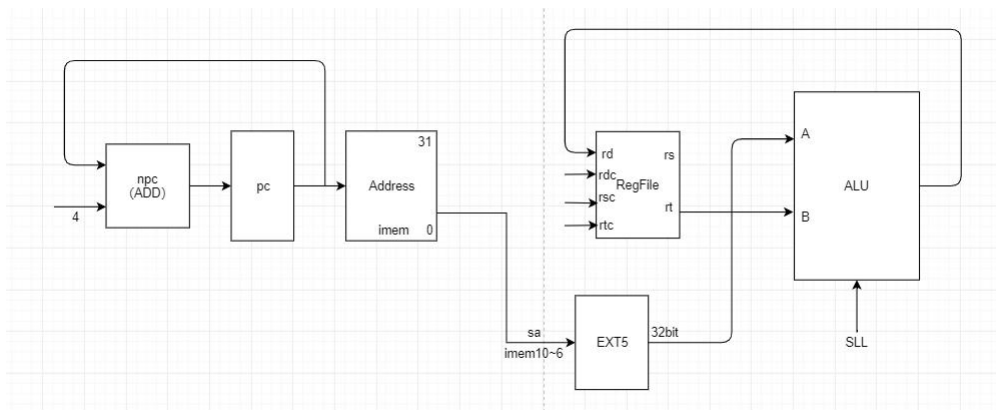 npc
(ADD)
4
pc
31
Address
imem 0
sa
imem10~6
rd
rs
rdc
RegFile
rsc
rt
rtc
EXT5
32bit
A
ALU
B
SLL